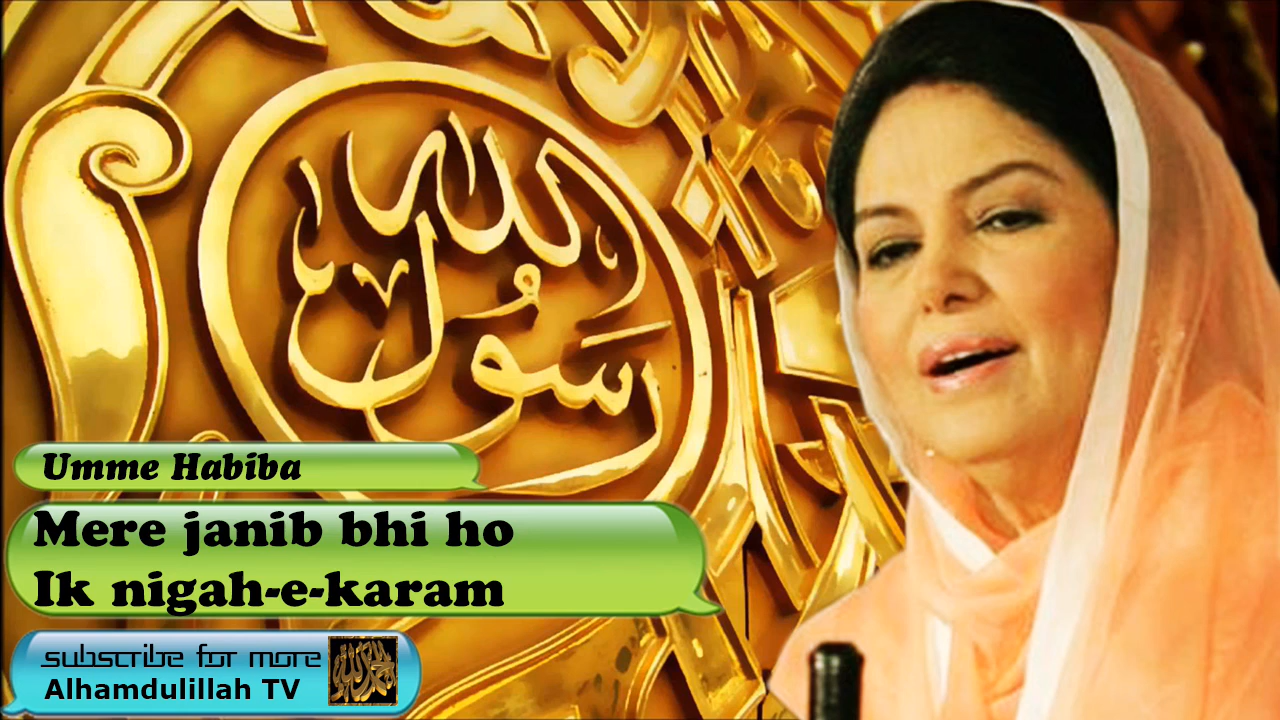 رسول الله
Umme Habiba
Mere janib bhi ho
Ik nigah-e-karam
subscribe for more
Alhamdulillah TV